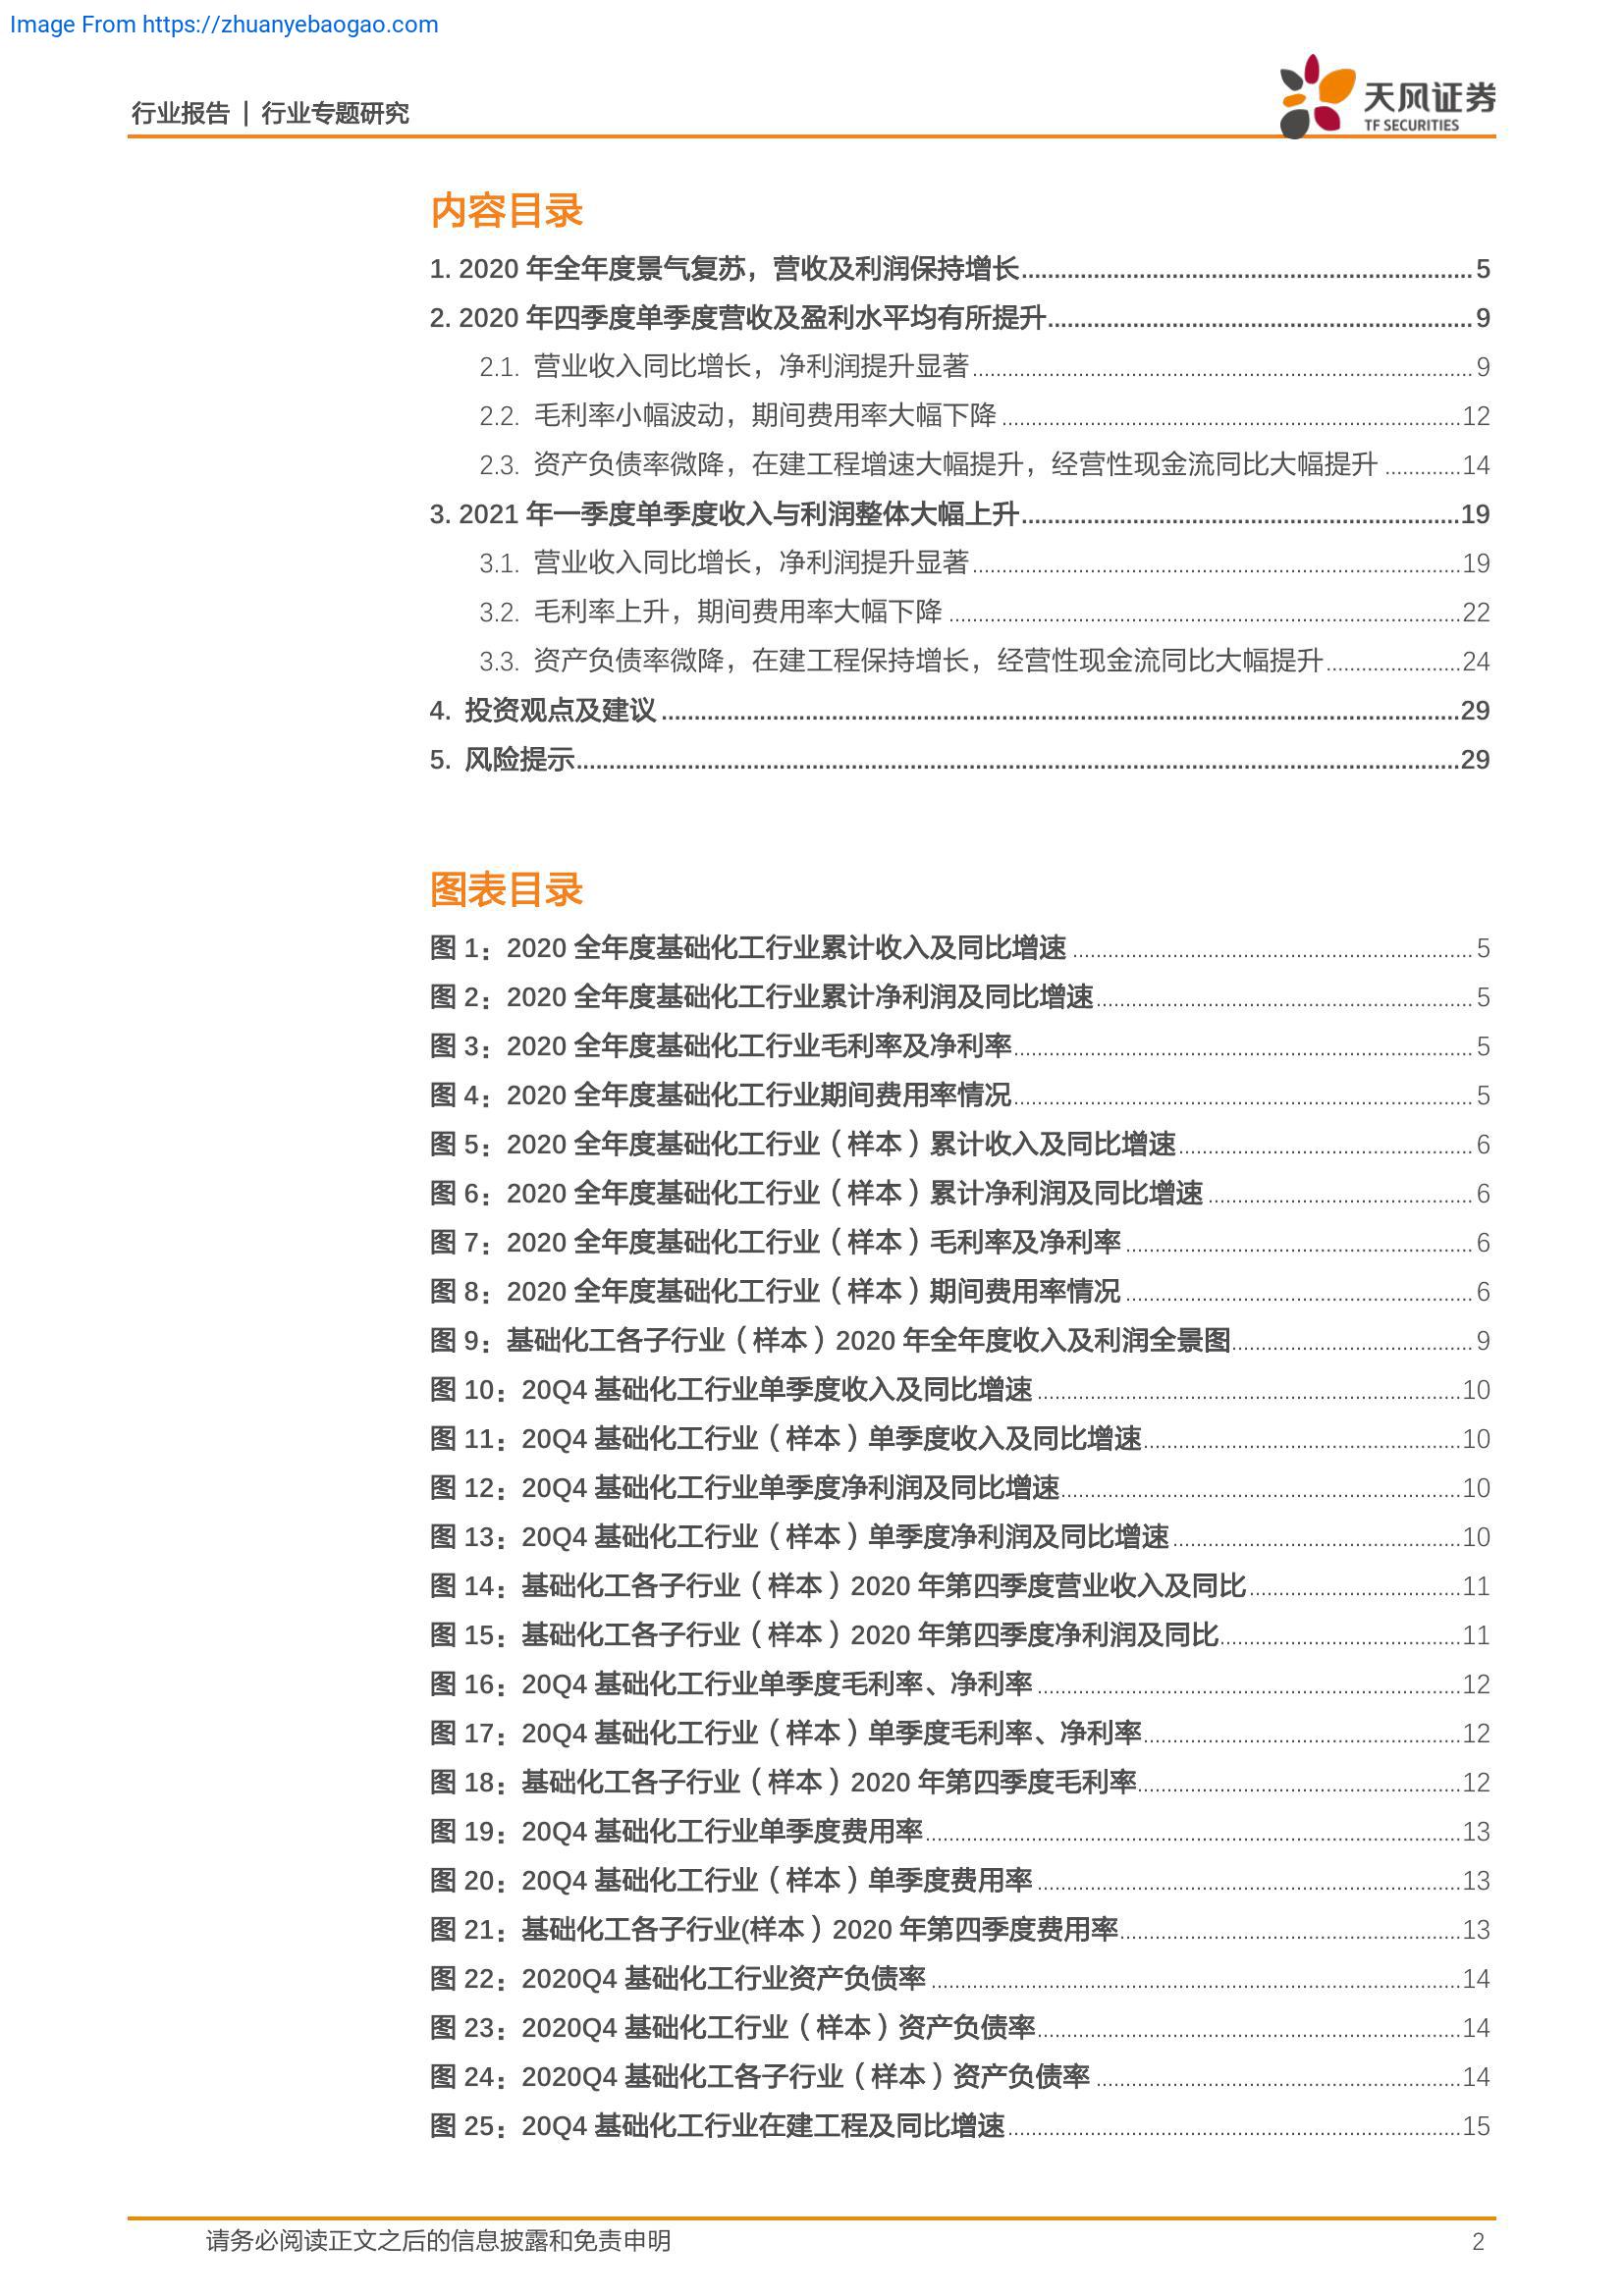 Image From https://zhuanyebaogao.com
行业报告 | 行业专题研究
天风证券
TF SECURITIES
内容目录
1. 2020 年全年度景气复苏，营收及利润保持增长 5
2. 2020 年四季度单季度营收及盈利水平均有所提升 9
2.1. 营业收入同比增长，净利润提升显著 9
2.2. 毛利率小幅波动，期间费用率大幅下降 12
2.3. 资产负债率微降，在建工程增速大幅提升，经营性现金流同比大幅提升 14
3. 2021 年一季度单季度收入与利润整体大幅上升 19
3.1. 营业收入同比增长，净利润提升显著 19
3.2. 毛利率上升，期间费用率大幅下降 22
3.3. 资产负债率微降，在建工程保持增长，经营性现金流同比大幅提升 24
4. 投资观点及建议 29
5. 风险提示 29
图表目录
图 1：2020 全年度基础化工行业累计收入及同比增速 5
图 2：2020 全年度基础化工行业累计净利润及同比增速 5
图 3：2020 全年度基础化工行业毛利率及净利率 5
图 4：2020 全年度基础化工行业期间费用率情况 5
图 5：2020 全年度基础化工行业（样本）累计收入及同比增速 6
图 6：2020 全年度基础化工行业（样本）累计净利润及同比增速 6
图 7：2020 全年度基础化工行业（样本）毛利率及净利率 6
图 8：2020 全年度基础化工行业（样本）期间费用率情况 6
图 9：基础化工各子行业（样本）2020 年全年度收入及利润全景图 9
图 10：20Q4 基础化工行业单季度收入及同比增速 10
图 11：20Q4 基础化工行业（样本）单季度收入及同比增速 10
图 12：20Q4 基础化工行业单季度净利润及同比增速 10
图 13：20Q4 基础化工行业（样本）单季度净利润及同比增速 10
图 14：基础化工各子行业（样本）2020 年第四季度营业收入及同比 11
图 15：基础化工各子行业（样本）2020 年第四季度净利润及同比 11
图 16：20Q4 基础化工行业单季度毛利率、净利率 12
图 17：20Q4 基础化工行业（样本）单季度毛利率、净利率 12
图 18：基础化工各子行业（样本）2020 年第四季度毛利率 12
图 19：20Q4 基础化工行业单季度费用率 13
图 20：20Q4 基础化工行业（样本）单季度费用率 13
图 21：基础化工各子行业(样本）2020 年第四季度费用率 13
图 22：2020Q4 基础化工行业资产负债率 14
图 23：2020Q4 基础化工行业（样本）资产负债率 14
图 24：2020Q4 基础化工各子行业（样本）资产负债率 14
图 25：20Q4 基础化工行业在建工程及同比增速 15
请务必阅读正文之后的信息披露和免责申明 2